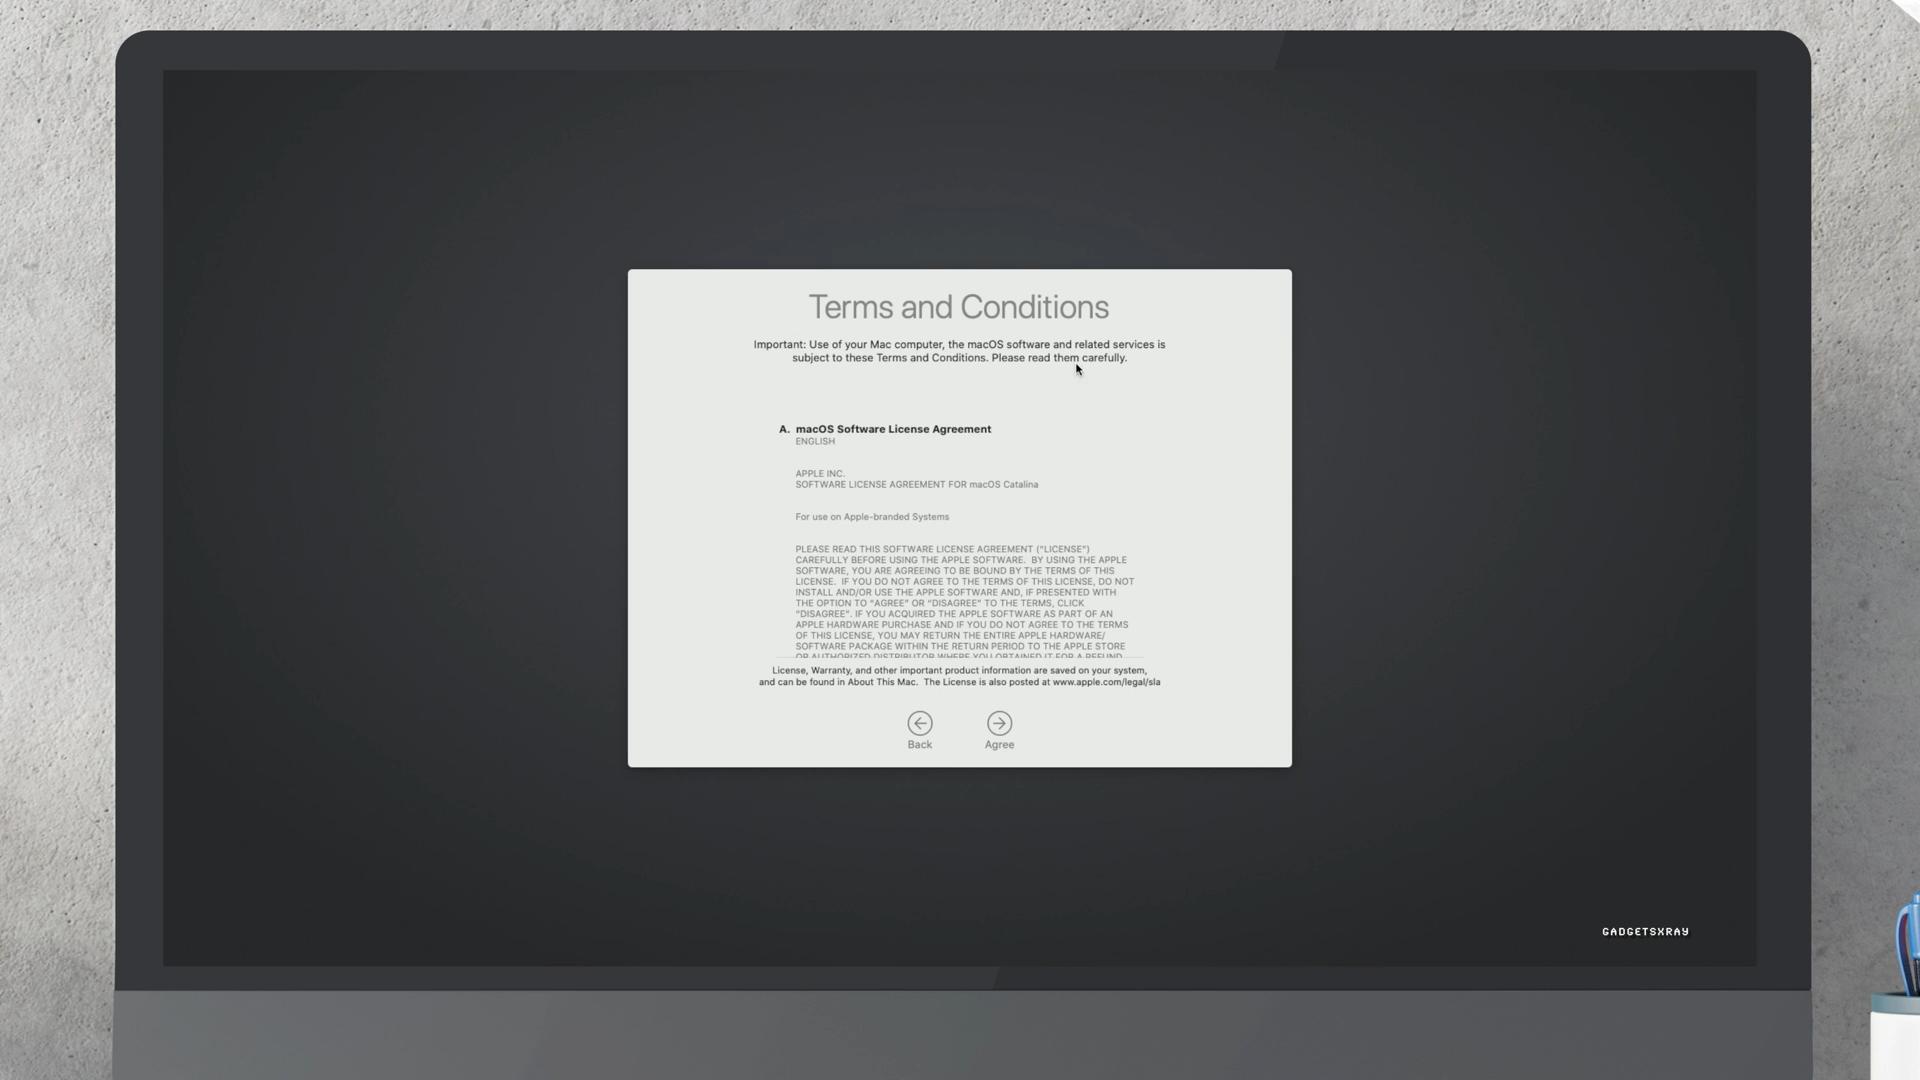 Terms and Conditions
Important: Use of your Mac computer, the macOS software and related services is
subject to these Terms and Conditions. Please read them carefully.
A. macOS Software License Agreement
ENGLISH
APPLE INC.
SOFTWARE LICENSE AGREEMENT FOR macOS Catalina
For use on Apple-branded Systems
PLEASE READ THIS SOFTWARE LICENSE AGREEMENT ("LICENSE")
CAREFULLY BEFORE USING THE APPLE SOFTWARE.  BY USING THE APPLE
SOFTWARE, YOU ARE AGREEING TO BE BOUND BY THE TERMS OF THIS
LICENSE.  IF YOU DO NOT AGREE TO THE TERMS OF THIS LICENSE, DO NOT
INSTALL AND/OR USE THE APPLE SOFTWARE AND, IF PRESENTED WITH
THE OPTION TO "AGREE" OR "DISAGREE" TO THE TERMS, CLICK
"DISAGREE". IF YOU ACQUIRED THE APPLE SOFTWARE AS PART OF AN
APPLE HARDWARE PURCHASE AND IF YOU DO NOT AGREE TO THE TERMS
OF THIS LICENSE, YOU MAY RETURN THE ENTIRE APPLE HARDWARE/
SOFTWARE PACKAGE WITHIN THE RETURN PERIOD TO THE APPLE STORE
OR AUTHORIZED DISTRIBUTOR WHERE YOU OBTAINED IT FOR A REFUND
License, Warranty, and other important product information are saved on your system,
and can be found in About This Mac.  The License is also posted at www.apple.com/legal/sla
Back
Agree
GADGETSXRAY